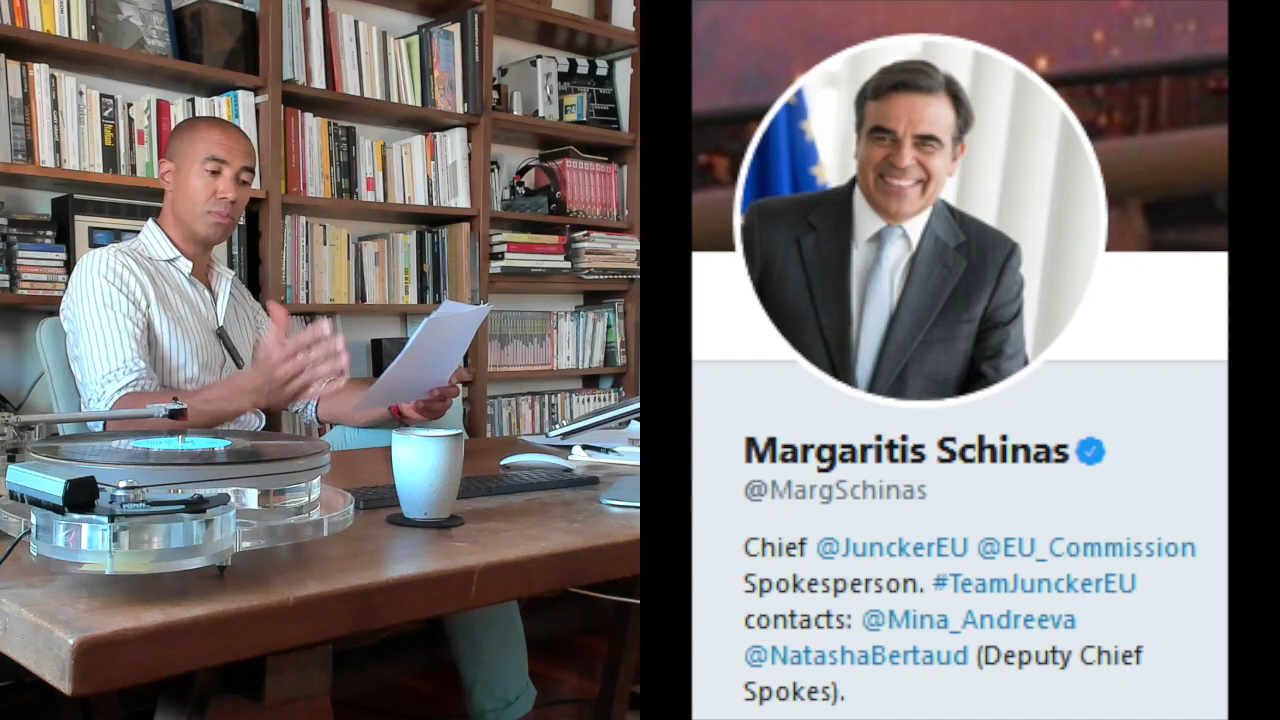 Margaritis Schinas
@MargSchinas
Chief @JunckerEU @EU_Commission
Spokesperson. #TeamJunckerEU
contacts: @Mina_Andreeva
@NatashaBertaud (Deputy Chief
Spokes).